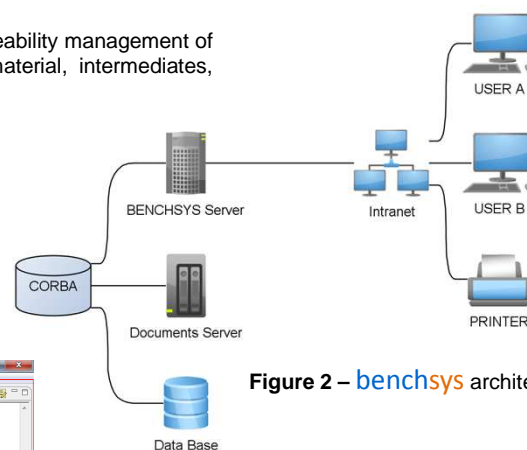 eability management of
naterial, intermediates,
USER A
BENCHSYS Server
Intranet
USER B
CORBA
Documents Server
PRINTER
Figure 2 – benchsys archite
Data Base